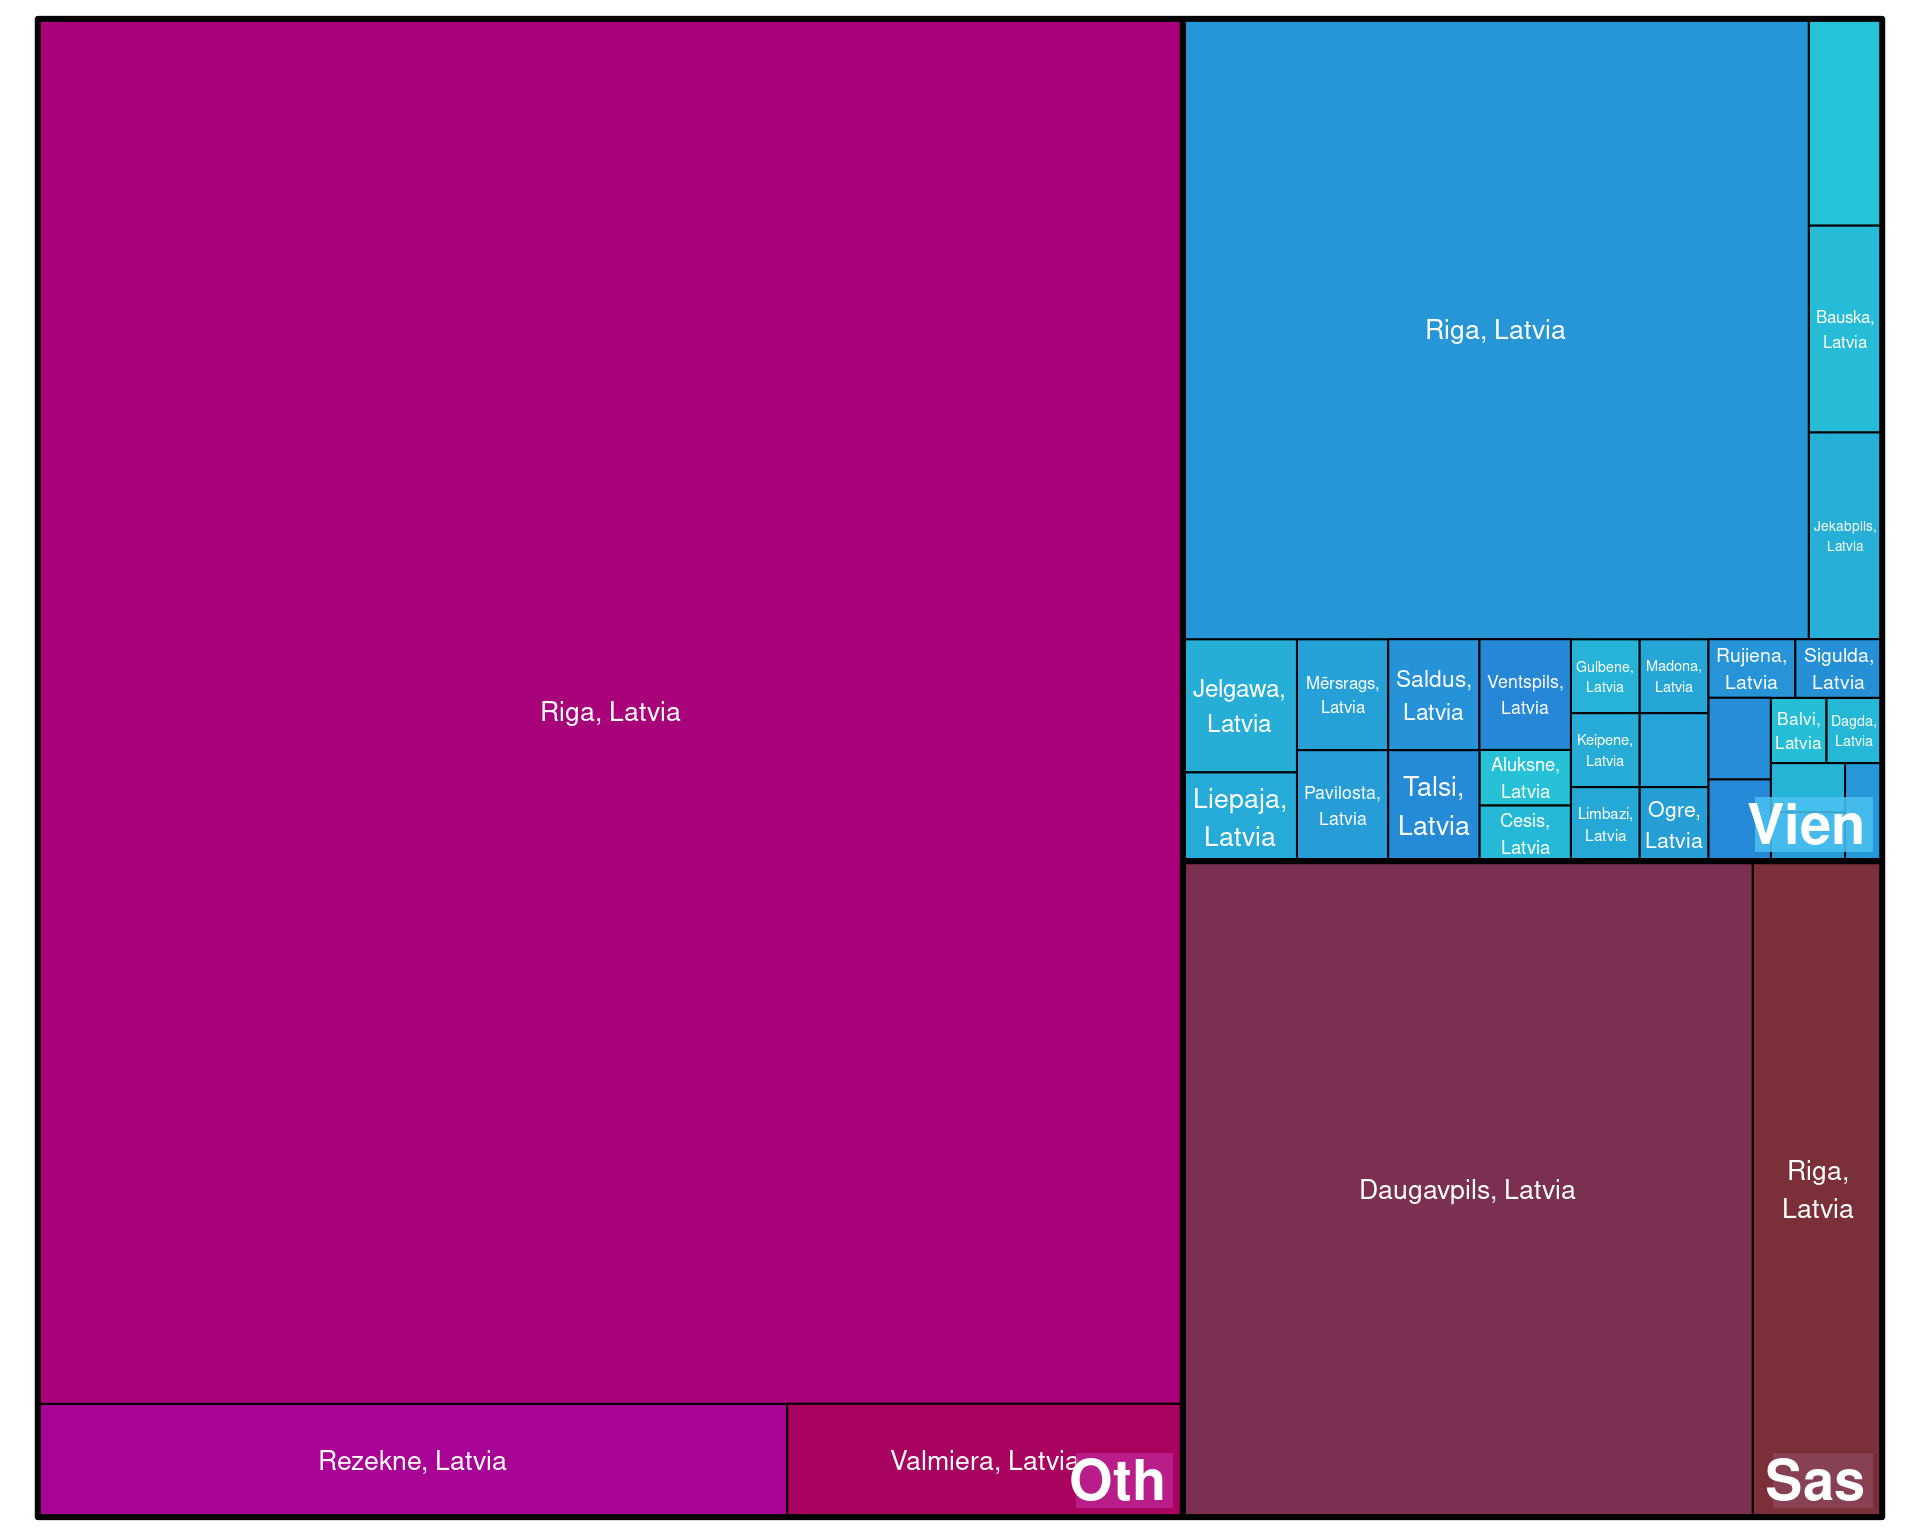 Riga, Latvia
Rezekne, Latvia
Valmiera, Latvia
Oth
Riga, Latvia
Bauska,
Latvia
Jekabpils,
Latvia
Jelgawa,
Latvia
Liepaja,
Latvia
Mērsrags,
Latvia
Pavilosta,
Latvia
Saldus,
Latvia
Talsi,
Latvia
Ventspils,
Latvia
Aluksne,
Latvia
Cesis,
Latvia
Gulbene,
Latvia
Keipene,
Latvia
Limbazi,
Latvia
Madona,
Latvia
Ogre,
Latvia
Rujiena,
Latvia
Sigulda,
Latvia
Balvi,
Latvia
Dagda,
Latvia
Vien
Daugavpils, Latvia
Riga,
Latvia
Sas